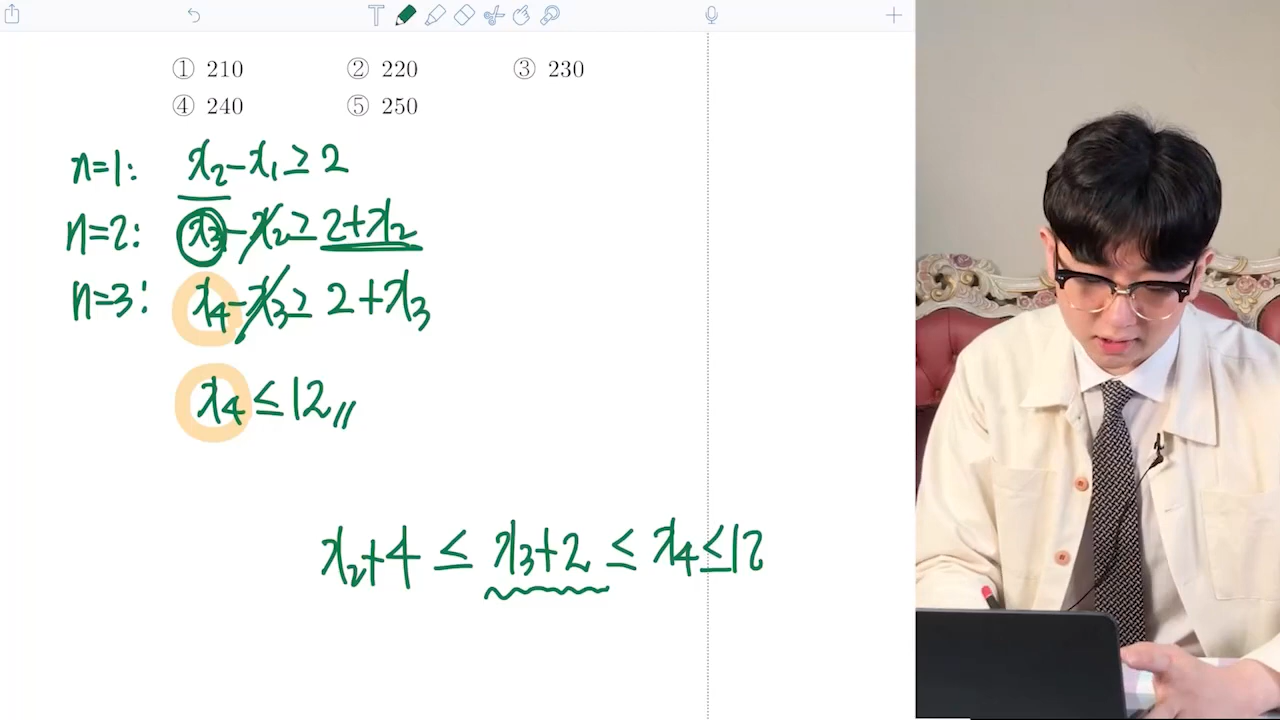 ① 210 ② 220 ③ 230
④ 240 ⑤ 250
n=1: x₂-x₁≥2
n=2: x₃-x₂≥2+x₂
n=3: x₄-x₃≥2+x₃
x₄≤12
x₂+4≤x₃+2≤x₄≤12